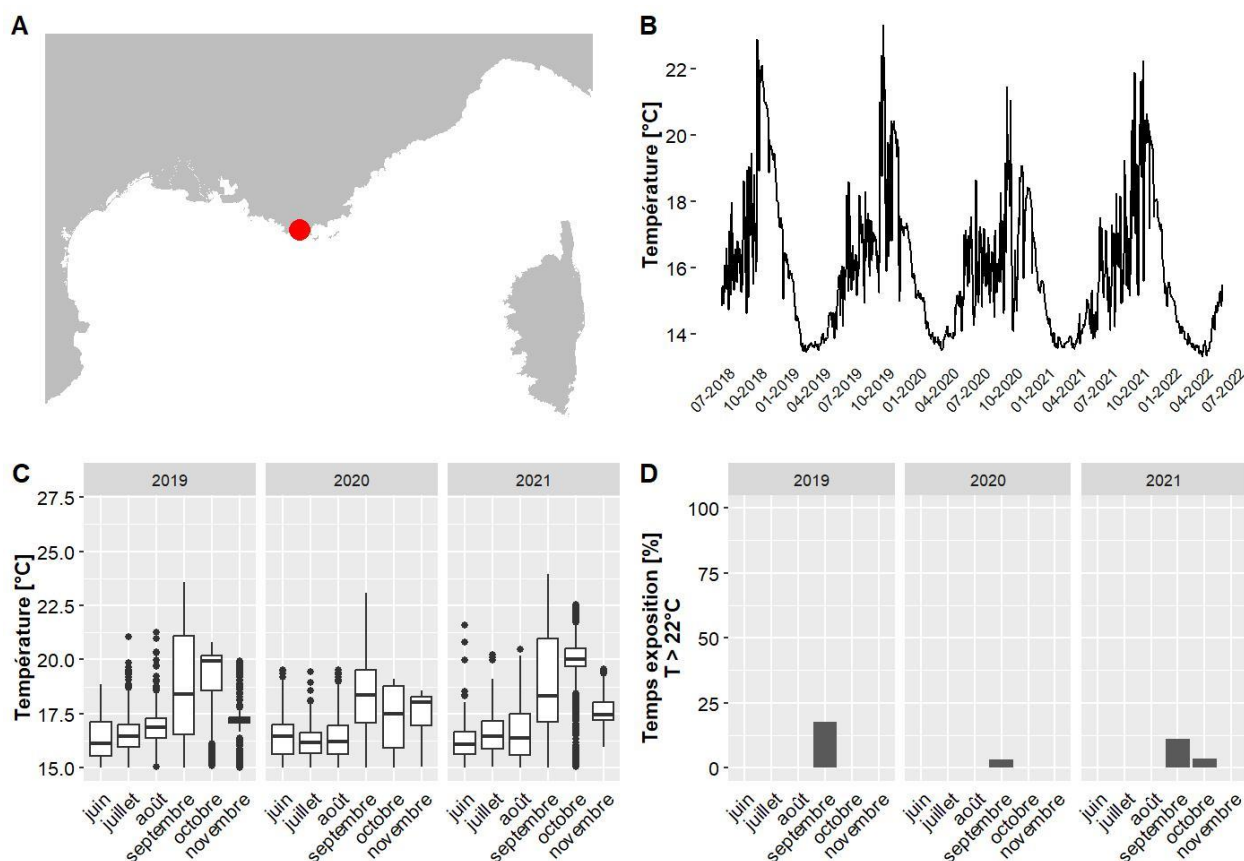 A
B
Température [°C]
22
20
18
16
14
07-2018
10-2018
01-2019
04-2019
07-2019
10-2019
01-2020
04-2020
07-2020
10-2020
01-2021
04-2021
07-2021
10-2021
01-2022
04-2022
07-2022
C
2019
2020
2021
Température [°C]
27.5
25.0
22.5
20.0
17.5
15.0
juin
juillet
août
septembre
octobre
novembre
juin
juillet
août
septembre
octobre
novembre
juin
juillet
août
septembre
octobre
novembre
D
2019
2020
2021
Temps exposition [%]
T > 22°C
100
75
50
25
0
juin
juillet
août
septembre
octobre
novembre
juin
juillet
août
septembre
octobre
novembre
juin
juillet
août
septembre
octobre
novembre